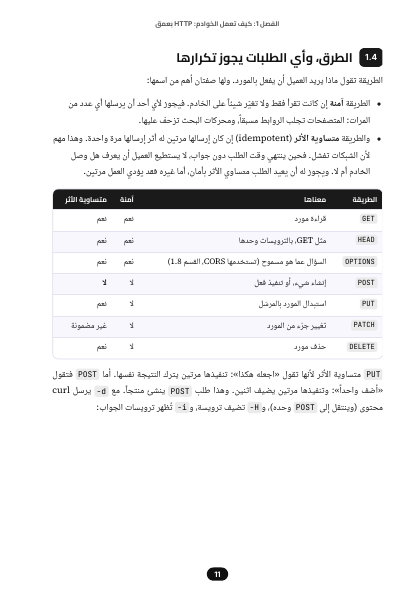 الفصل 1: كيف تعمل الخوادم: HTTP بعمق
1.4 الطرق، وأي الطلبات يجوز تكرارها
الطريقة تقول ماذا يريد العميل أن يفعل بالمورد. ولها صفتان أهم من اسمها:
• الطريقة آمنة إن كانت تقرأ فقط ولا تغيّر شيئاً على الخادم. فيجوز لأي أحد أن يرسلها أي عدد من
المرات: المتصفحات تجلب الروابط مسبقاً، ومحركات البحث تزحف عليها.
• والطريقة متساوية الأثر (idempotent) إن كان إرسالها مرتين له أثر إرسالها مرة واحدة. وهذا مهم
لأن الشبكات تفشل. فحين ينتهي وقت الطلب دون جواب، لا يستطيع العميل أن يعرف هل وصل
الخادم أم لا. ويجوز له أن يعيد الطلب متساوي الأثر بأمان، أما غيره فقد يؤدي العمل مرتين.
الطريقة معناها آمنة متساوية الأثر
GET قراءة مورد نعم نعم
HEAD مثل GET، بالترويسات وحدها نعم نعم
OPTIONS السؤال عما هو مسموح (تستخدمها CORS، القسم 1.8) نعم نعم
POST إنشاء شيء، أو تنفيذ فعل لا لا
PUT استبدال المورد بالمرسَل لا نعم
PATCH تغيير جزء من المورد لا غير مضمونة
DELETE حذف مورد لا نعم
PUT متساوية الأثر لأنها تقول «اجعله هكذا»: تنفيذها مرتين يترك النتيجة نفسها. أما POST فتقول
«أضف واحداً»: وتنفيذها مرتين يضيف اثنين. وهذا طلب POST ينشئ منتجاً. مع -d يرسل curl
محتوى (وينتقل إلى POST وحده)، و -H تضيف ترويسة، و -i تُظهر ترويسات الجواب:
11